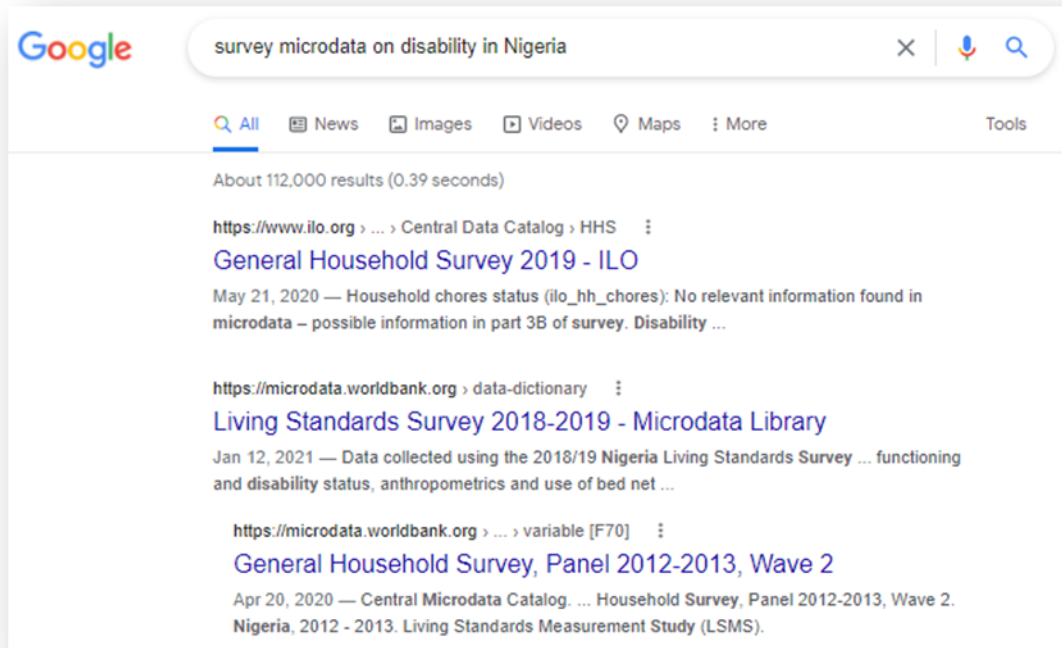 Google
survey microdata on disability in Nigeria
All News Images Videos Maps More Tools
About 112,000 results (0.39 seconds)
https://www.ilo.org › ... › Central Data Catalog › HHS
General Household Survey 2019 - ILO
May 21, 2020 — Household chores status (ilo_hh_chores): No relevant information found in
microdata – possible information in part 3B of survey. Disability ...
https://microdata.worldbank.org › data-dictionary
Living Standards Survey 2018-2019 - Microdata Library
Jan 12, 2021 — Data collected using the 2018/19 Nigeria Living Standards Survey ... functioning
and disability status, anthropometrics and use of bed net ...
https://microdata.worldbank.org › ... › variable [F70]
General Household Survey, Panel 2012-2013, Wave 2
Apr 20, 2020 — Central Microdata Catalog. ... Household Survey, Panel 2012-2013, Wave 2.
Nigeria, 2012 - 2013. Living Standards Measurement Study (LSMS).